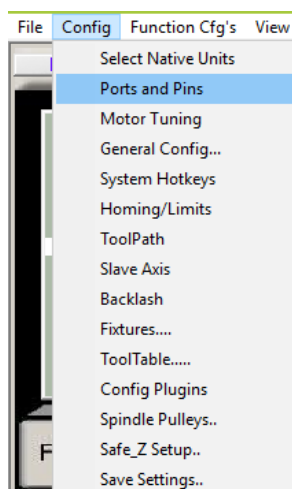 File Config Function Cfg's View
Select Native Units
Ports and Pins
Motor Tuning
General Config...
System Hotkeys
Homing/Limits
ToolPath
Slave Axis
Backlash
Fixtures....
ToolTable.....
Config Plugins
Spindle Pulleys..
Safe_Z Setup..
Save Settings..